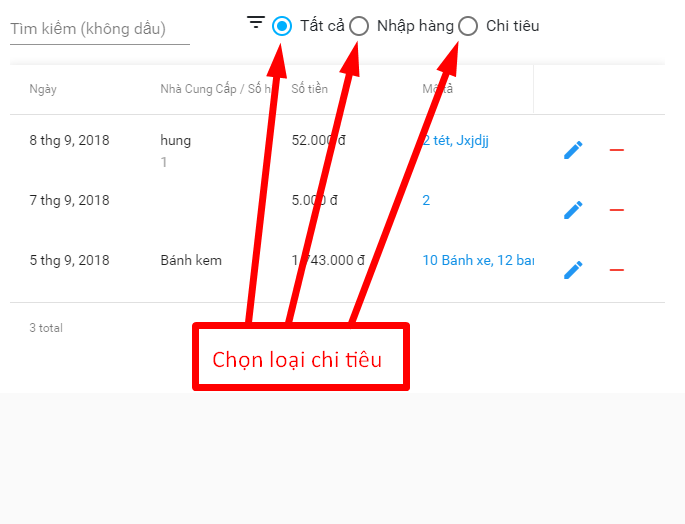 Tìm kiếm (không dấu) Tất cả Nhập hàng Chi tiêu
Ngày Nhà Cung Cấp / Số h Số tiền Mô tả
8 thg 9, 2018 hung 52.000 đ 2 tét, Jxjdjj
1
7 thg 9, 2018 5.000 đ 2
5 thg 9, 2018 Bánh kem 1.743.000 đ 10 Bánh xe, 12 ban
3 total
Chọn loại chi tiêu